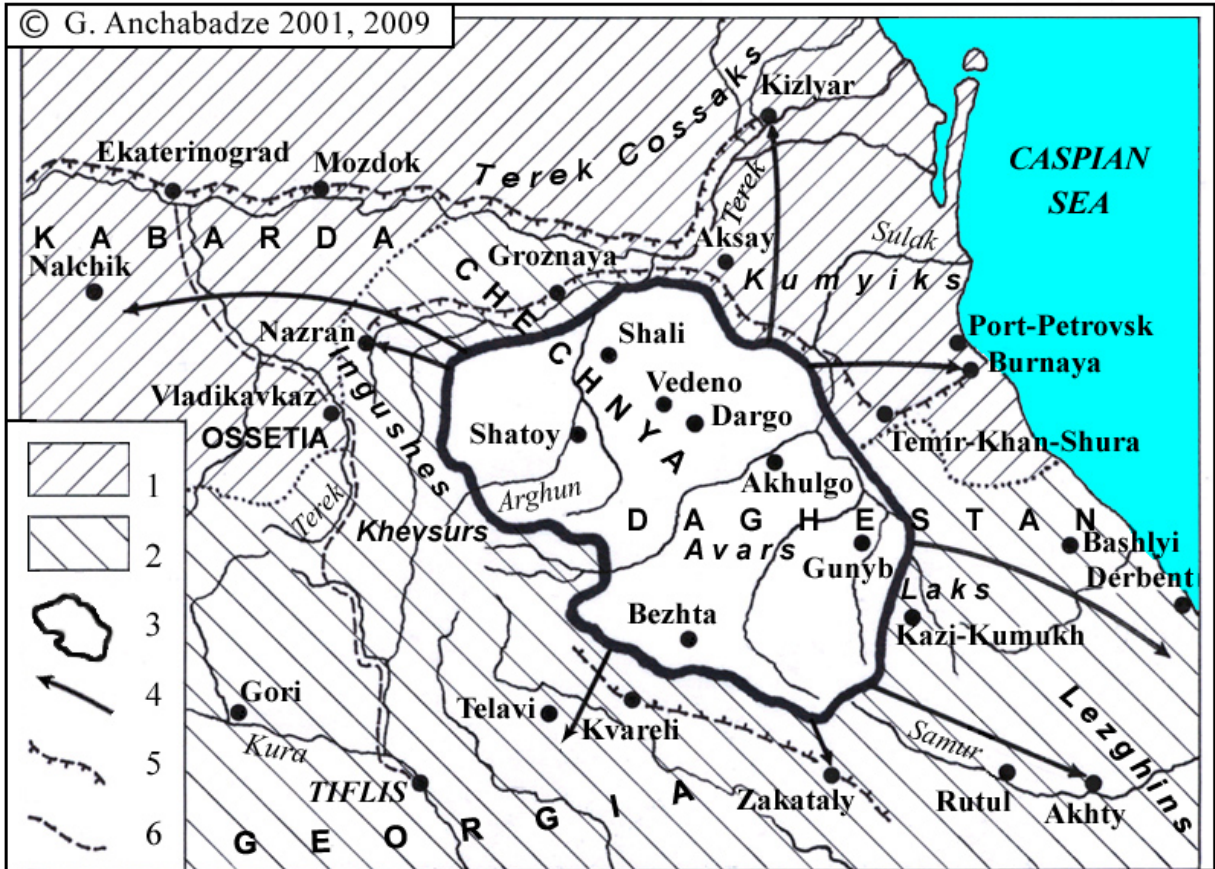 © G. Anchabadze 2001, 2009
Kizlyar
Terek Cossaks
Ekaterinograd
Mozdok
CASPIAN
SEA
Terek
KABARDA
Nalchik
Groznaya
Aksay
Sulak
Kumyiks
CHECHNYA
Nazran
Ingushes
Shali
Port-Petrovsk
Burnaya
Vladikavkaz
OSSETIA
Vedeno
Dargo
Shatoy
Temir-Khan-Shura
Akhulgo
Terek
Arghun
Khevsurs
DAGHESTAN
Avars
Gunyb
Bashlyi
Derbent
Laks
Kazi-Kumukh
Bezhta
Gori
Telavi
Kvareli
Kura
TIFLIS
Zakataly
Samur
Rutul
Akhty
Lezghins
GEORGIA
1
2
3
4
5
6